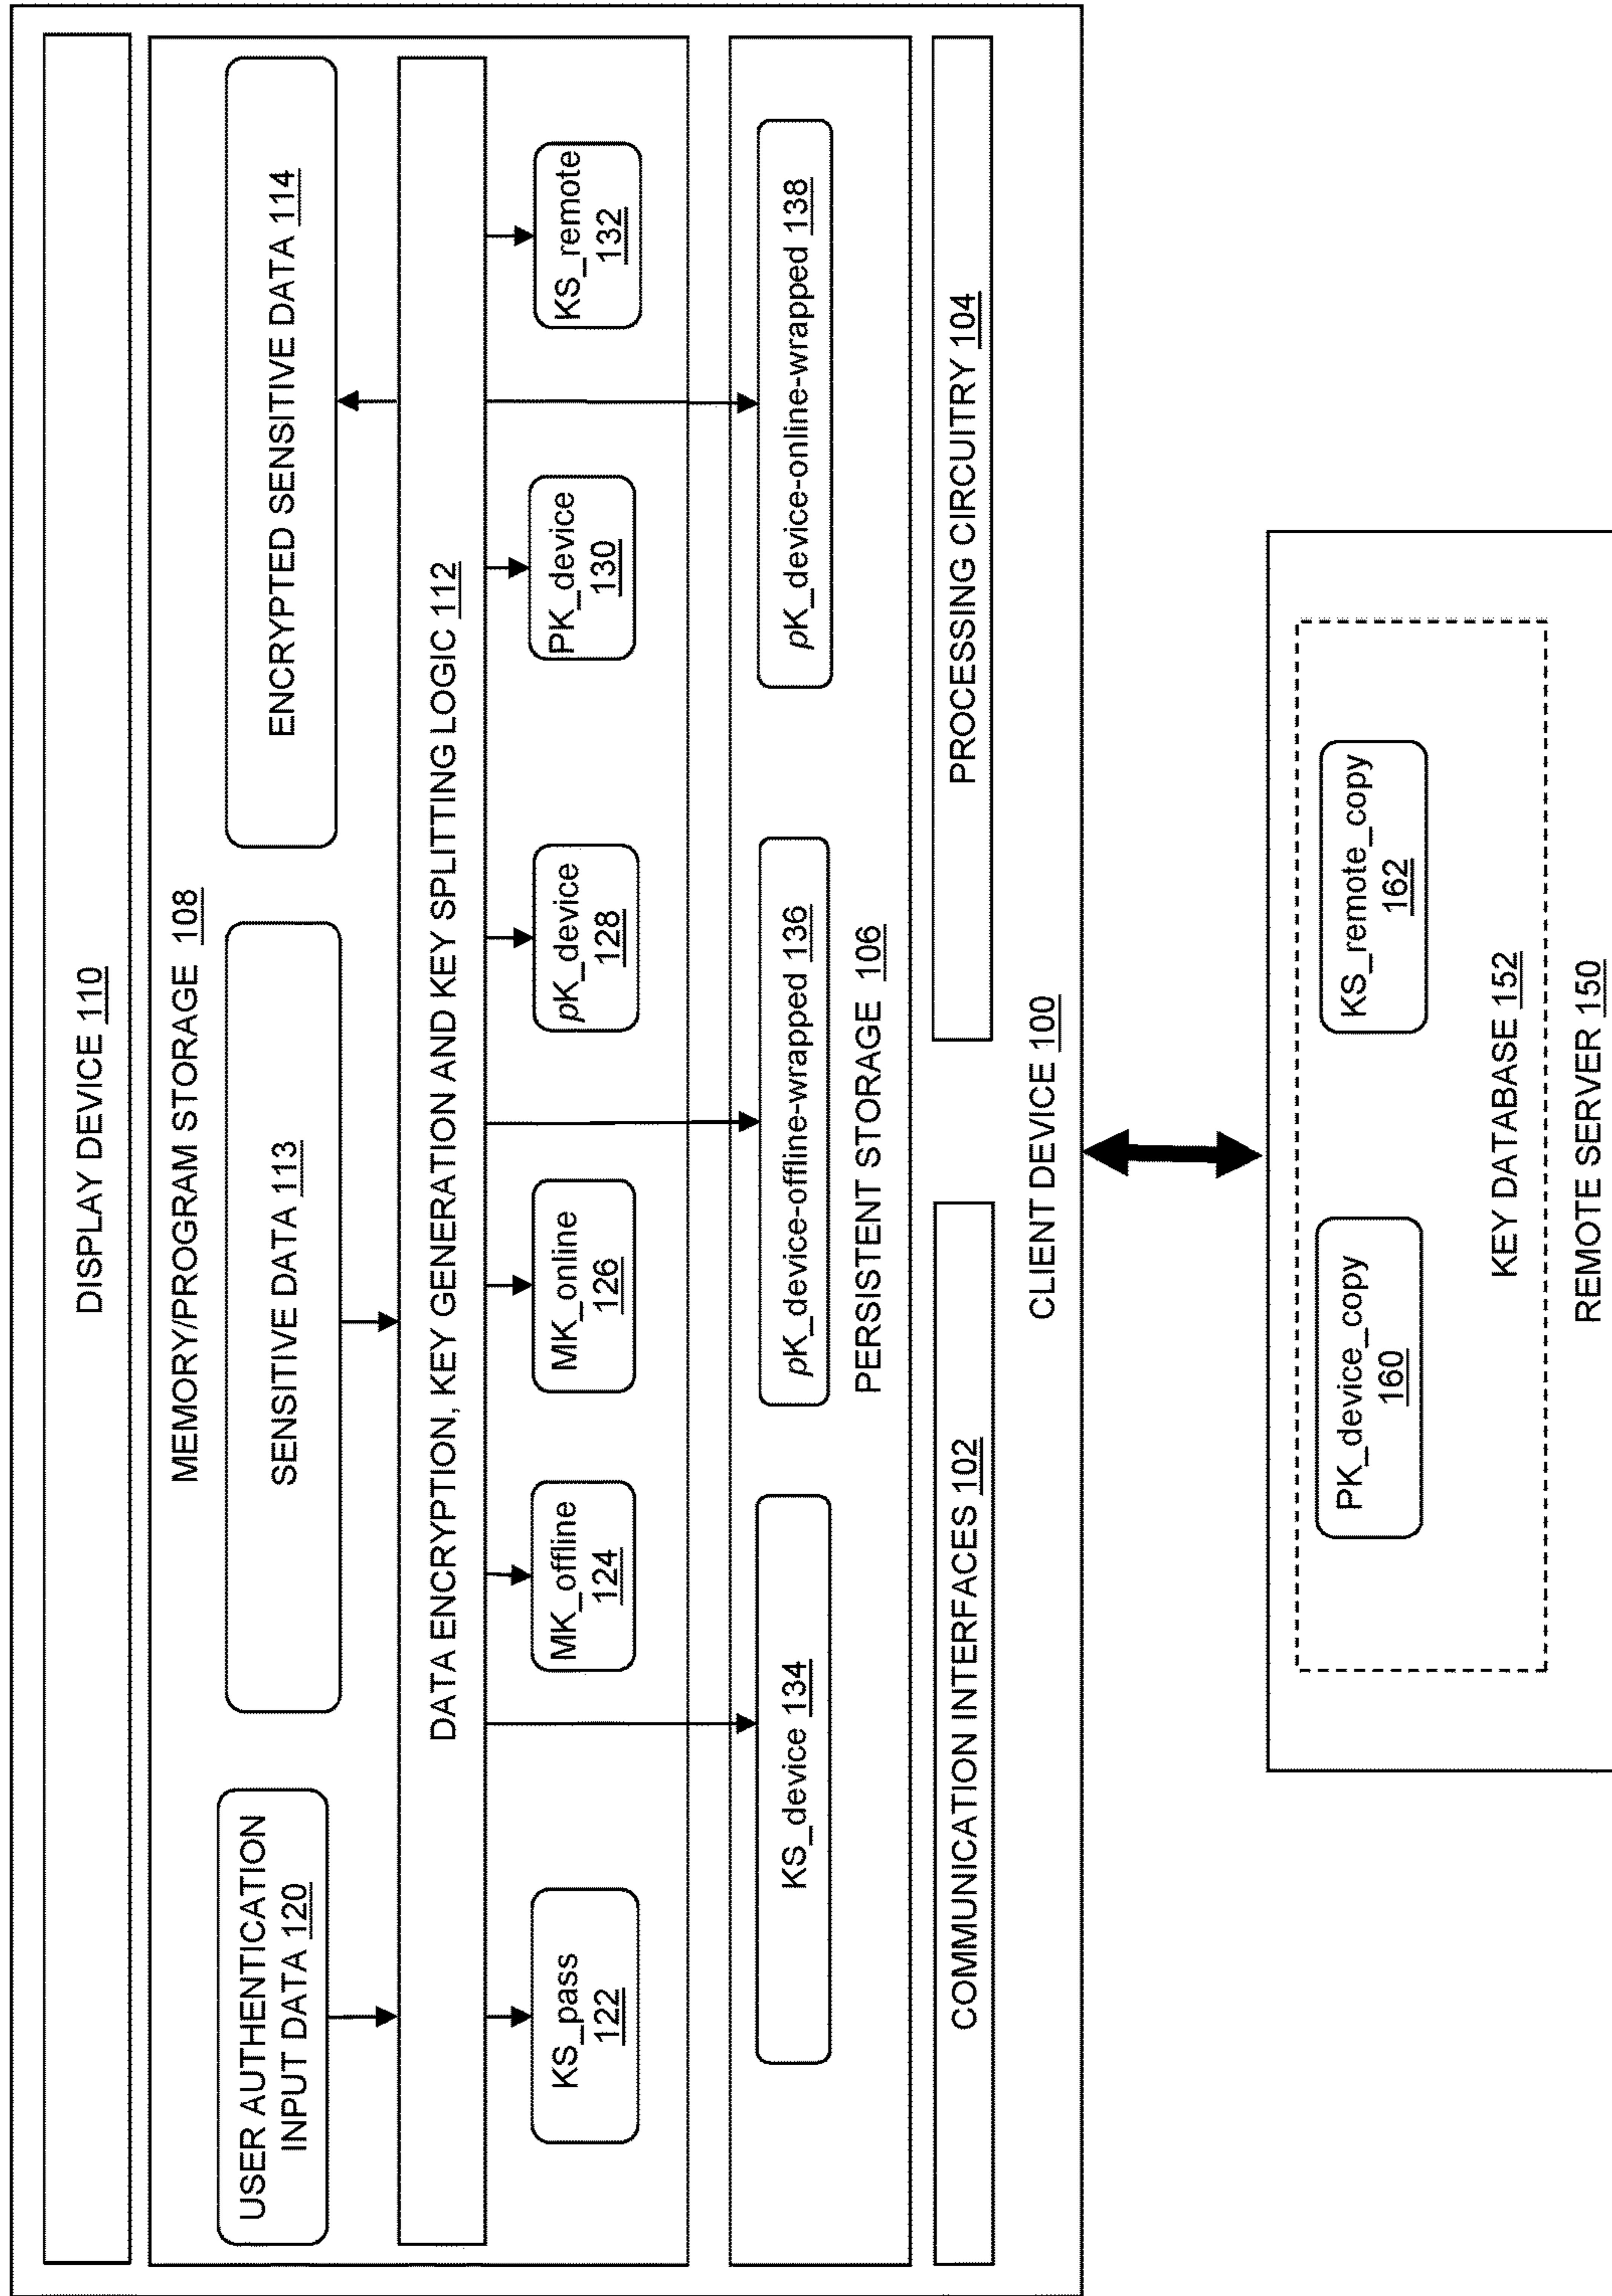 DISPLAY DEVICE 110
MEMORY/PROGRAM STORAGE 108
USER AUTHENTICATION
INPUT DATA 120
SENSITIVE DATA 113
ENCRYPTED SENSITIVE DATA 114
DATA ENCRYPTION, KEY GENERATION AND KEY SPLITTING LOGIC 112
KS_pass
122
MK_offline
124
MK_online
126
pK_device
128
PK_device
130
KS_remote
132
KS_device 134
pK_device-offline-wrapped 136
pK_device-online-wrapped 138
PERSISTENT STORAGE 106
COMMUNICATION INTERFACES 102
PROCESSING CIRCUITRY 104
CLIENT DEVICE 100
PK_device_copy
160
KS_remote_copy
162
KEY DATABASE 152
REMOTE SERVER 150